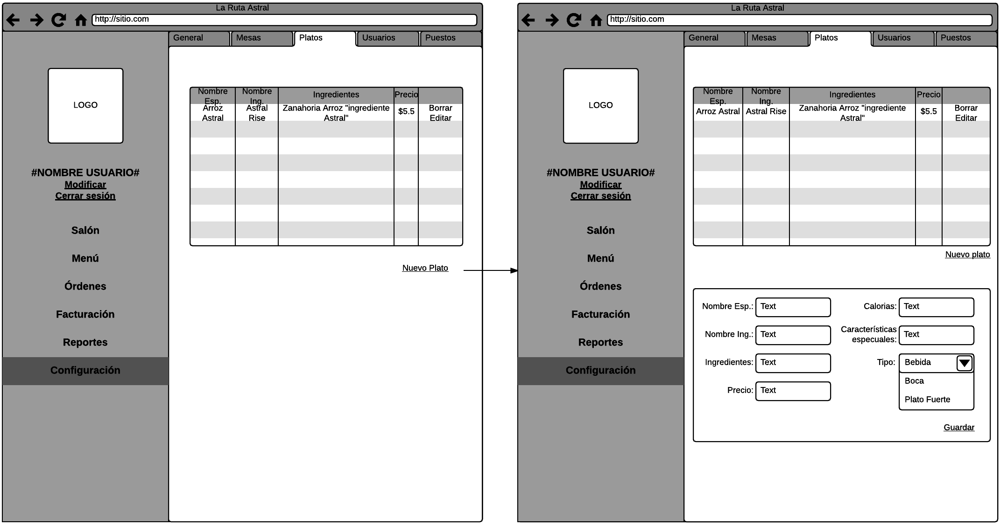 La Ruta Astral
http://sitio.com
General Mesas Platos Usuarios Puestos
LOGO
#NOMBRE USUARIO#
Modificar
Cerrar sesión
Salón
Menú
Órdenes
Facturación
Reportes
Configuración
Nombre Esp. Nombre Ing. Ingredientes Precio
Arroz Astral Astral Rise Zanahoria Arroz "ingrediente Astral" $5.5 Borrar Editar
Nuevo Plato
La Ruta Astral
http://sitio.com
General Mesas Platos Usuarios Puestos
LOGO
#NOMBRE USUARIO#
Modificar
Cerrar sesión
Salón
Menú
Órdenes
Facturación
Reportes
Configuración
Nombre Esp. Nombre Ing. Ingredientes Precio
Arroz Astral Astral Rise Zanahoria Arroz "ingrediente Astral" $5.5 Borrar Editar
Nuevo plato
Nombre Esp.: Text
Nombre Ing.: Text
Ingredientes: Text
Precio: Text
Calorias: Text
Características
especuales: Text
Tipo: Bebida
Boca
Plato Fuerte
Guardar